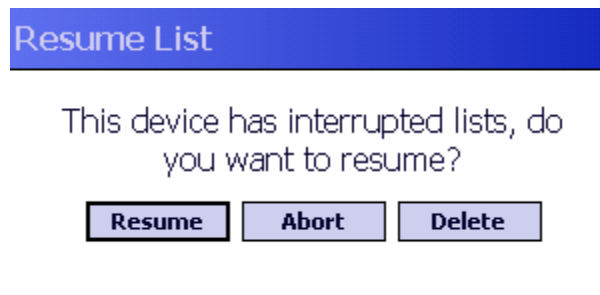 Resume List
This device has interrupted lists, do
you want to resume?
Resume Abort Delete